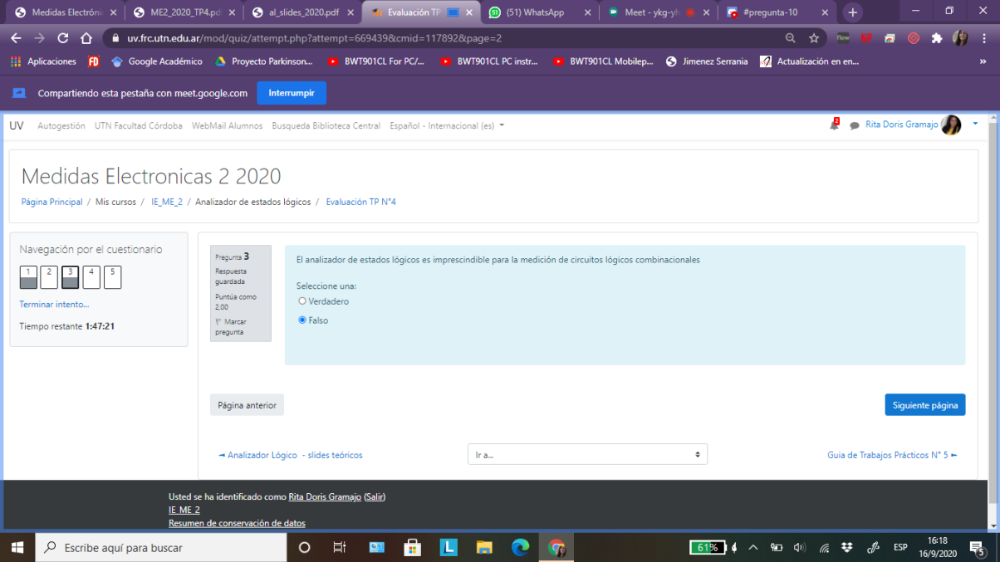 Medidas Electróni
ME2_2020_TP4.pd
al_slides_2020.pdf
Evaluación TP
(51) WhatsApp
Meet - ykg-yh
#pregunta-10
uv.frc.utn.edu.ar/mod/quiz/attempt.php?attempt=669439&cmid=117892&page=2
Aplicaciones
Google Académico
Proyecto Parkinson...
BWT901CL For PC/...
BWT901CL PC instr...
BWT901CL Mobilep...
Jimenez Serrania
Actualización en en...
»
Compartiendo esta pestaña con meet.google.com
Interrumpir
UV Autogestión UTN Facultad Córdoba WebMail Alumnos Busqueda Biblioteca Central Español - Internacional (es)
2
Rita Doris Gramajo
Medidas Electronicas 2 2020
Página Principal / Mis cursos / IE_ME_2 / Analizador de estados lógicos / Evaluación TP N°4
Navegación por el cuestionario
1 2 3 4 5
Terminar intento...
Tiempo restante 1:47:21
Pregunta 3
Respuesta
guardada
Puntúa como
2,00
Marcar
pregunta
El analizador de estados lógicos es imprescindible para la medición de circuitos lógicos combinacionales
Seleccione una:
Verdadero
Falso
Página anterior
Siguiente página
◄ Analizador Lógico - slides teóricos
Ir a...
Guia de Trabajos Prácticos N° 5 ►
Usted se ha identificado como Rita Doris Gramajo (Salir)
IE_ME_2
Resumen de conservación de datos
Escribe aquí para buscar
L
61%
ESP
16:18
16/9/2020
5